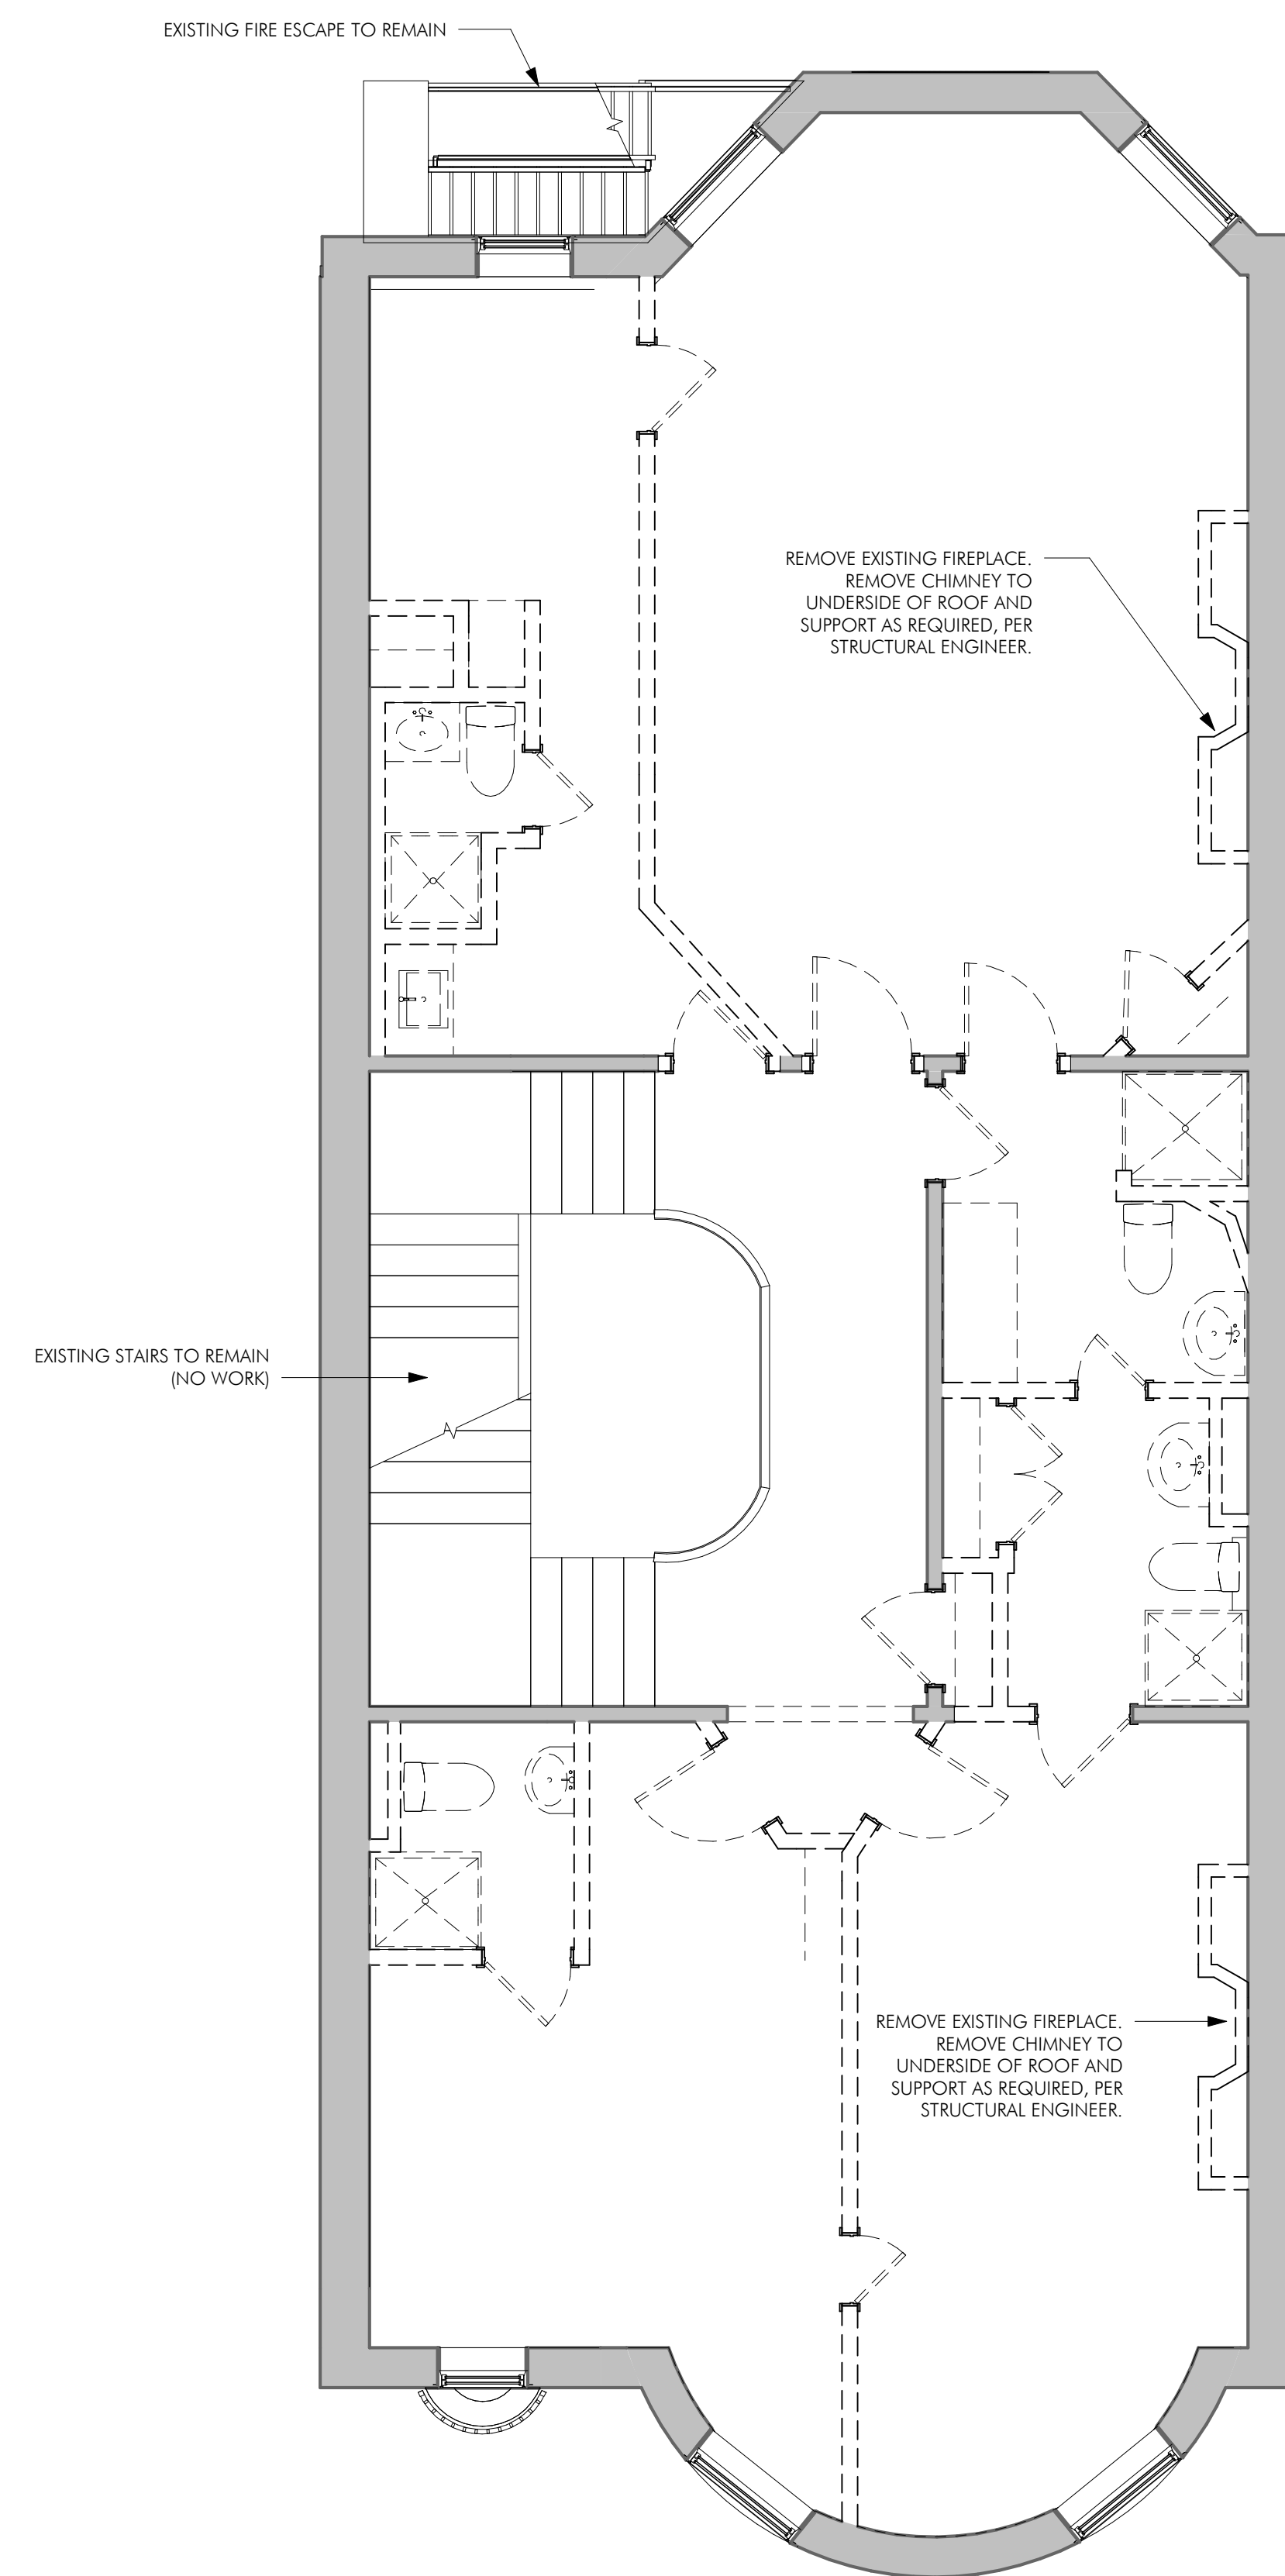 EXISTING FIRE ESCAPE TO REMAIN
REMOVE EXISTING FIREPLACE.
REMOVE CHIMNEY TO
UNDERSIDE OF ROOF AND
SUPPORT AS REQUIRED, PER
STRUCTURAL ENGINEER.
EXISTING STAIRS TO REMAIN
(NO WORK)
REMOVE EXISTING FIREPLACE.
REMOVE CHIMNEY TO
UNDERSIDE OF ROOF AND
SUPPORT AS REQUIRED, PER
STRUCTURAL ENGINEER.